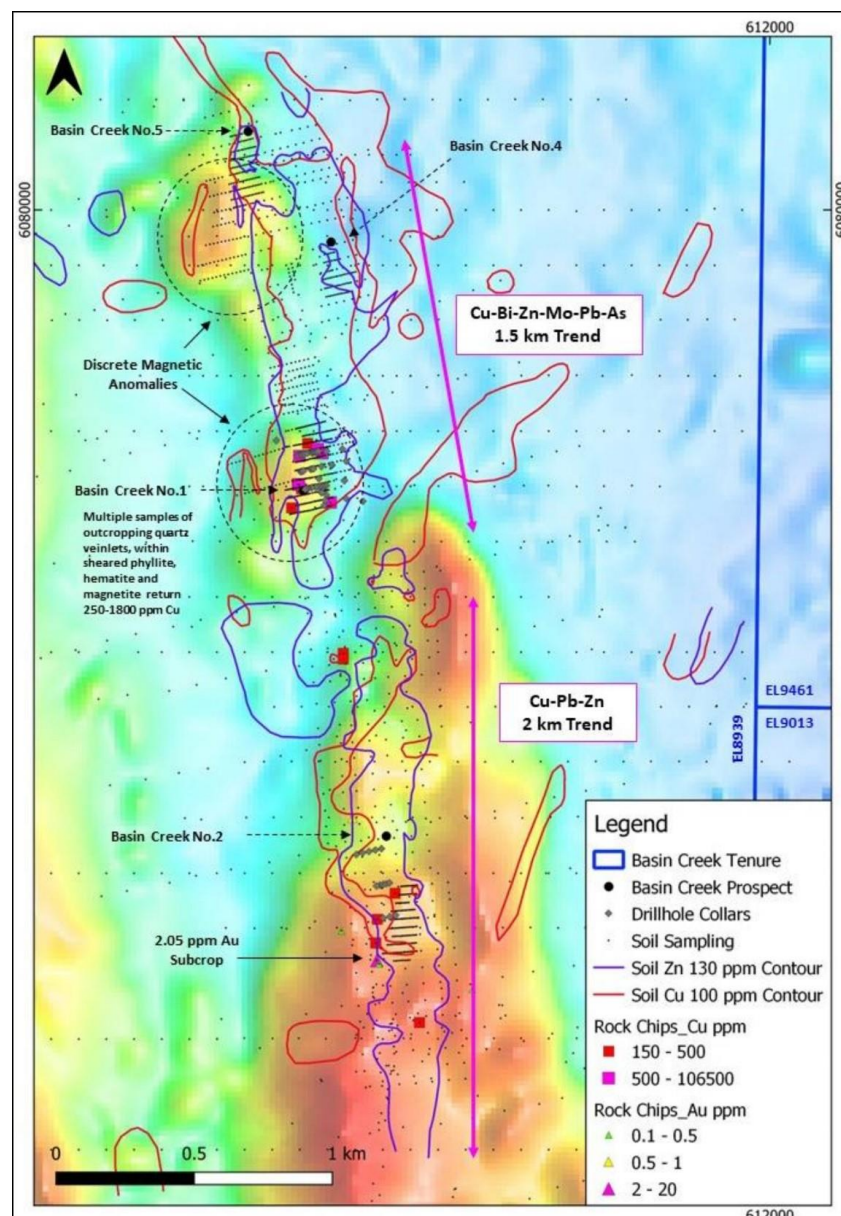 612000
6080000
6080000
Basin Creek No.5
Basin Creek No.4
Cu-Bi-Zn-Mo-Pb-As
1.5 km Trend
Discrete Magnetic
Anomalies
Basin Creek No.1
Multiple samples of
outcropping quartz
veinlets, within
sheared phyllite,
hematite and
magnetite return
250-1800 ppm Cu
Cu-Pb-Zn
2 km Trend
EL9461
EL9013
EL8939
Basin Creek No.2
2.05 ppm Au
Subcrop
Legend
Basin Creek Tenure
Basin Creek Prospect
Drillhole Collars
Soil Sampling
Soil Zn 130 ppm Contour
Soil Cu 100 ppm Contour
Rock Chips_Cu ppm
150 - 500
500 - 106500
Rock Chips_Au ppm
0.1 - 0.5
0.5 - 1
2 - 20
0 0.5 1 km
612000